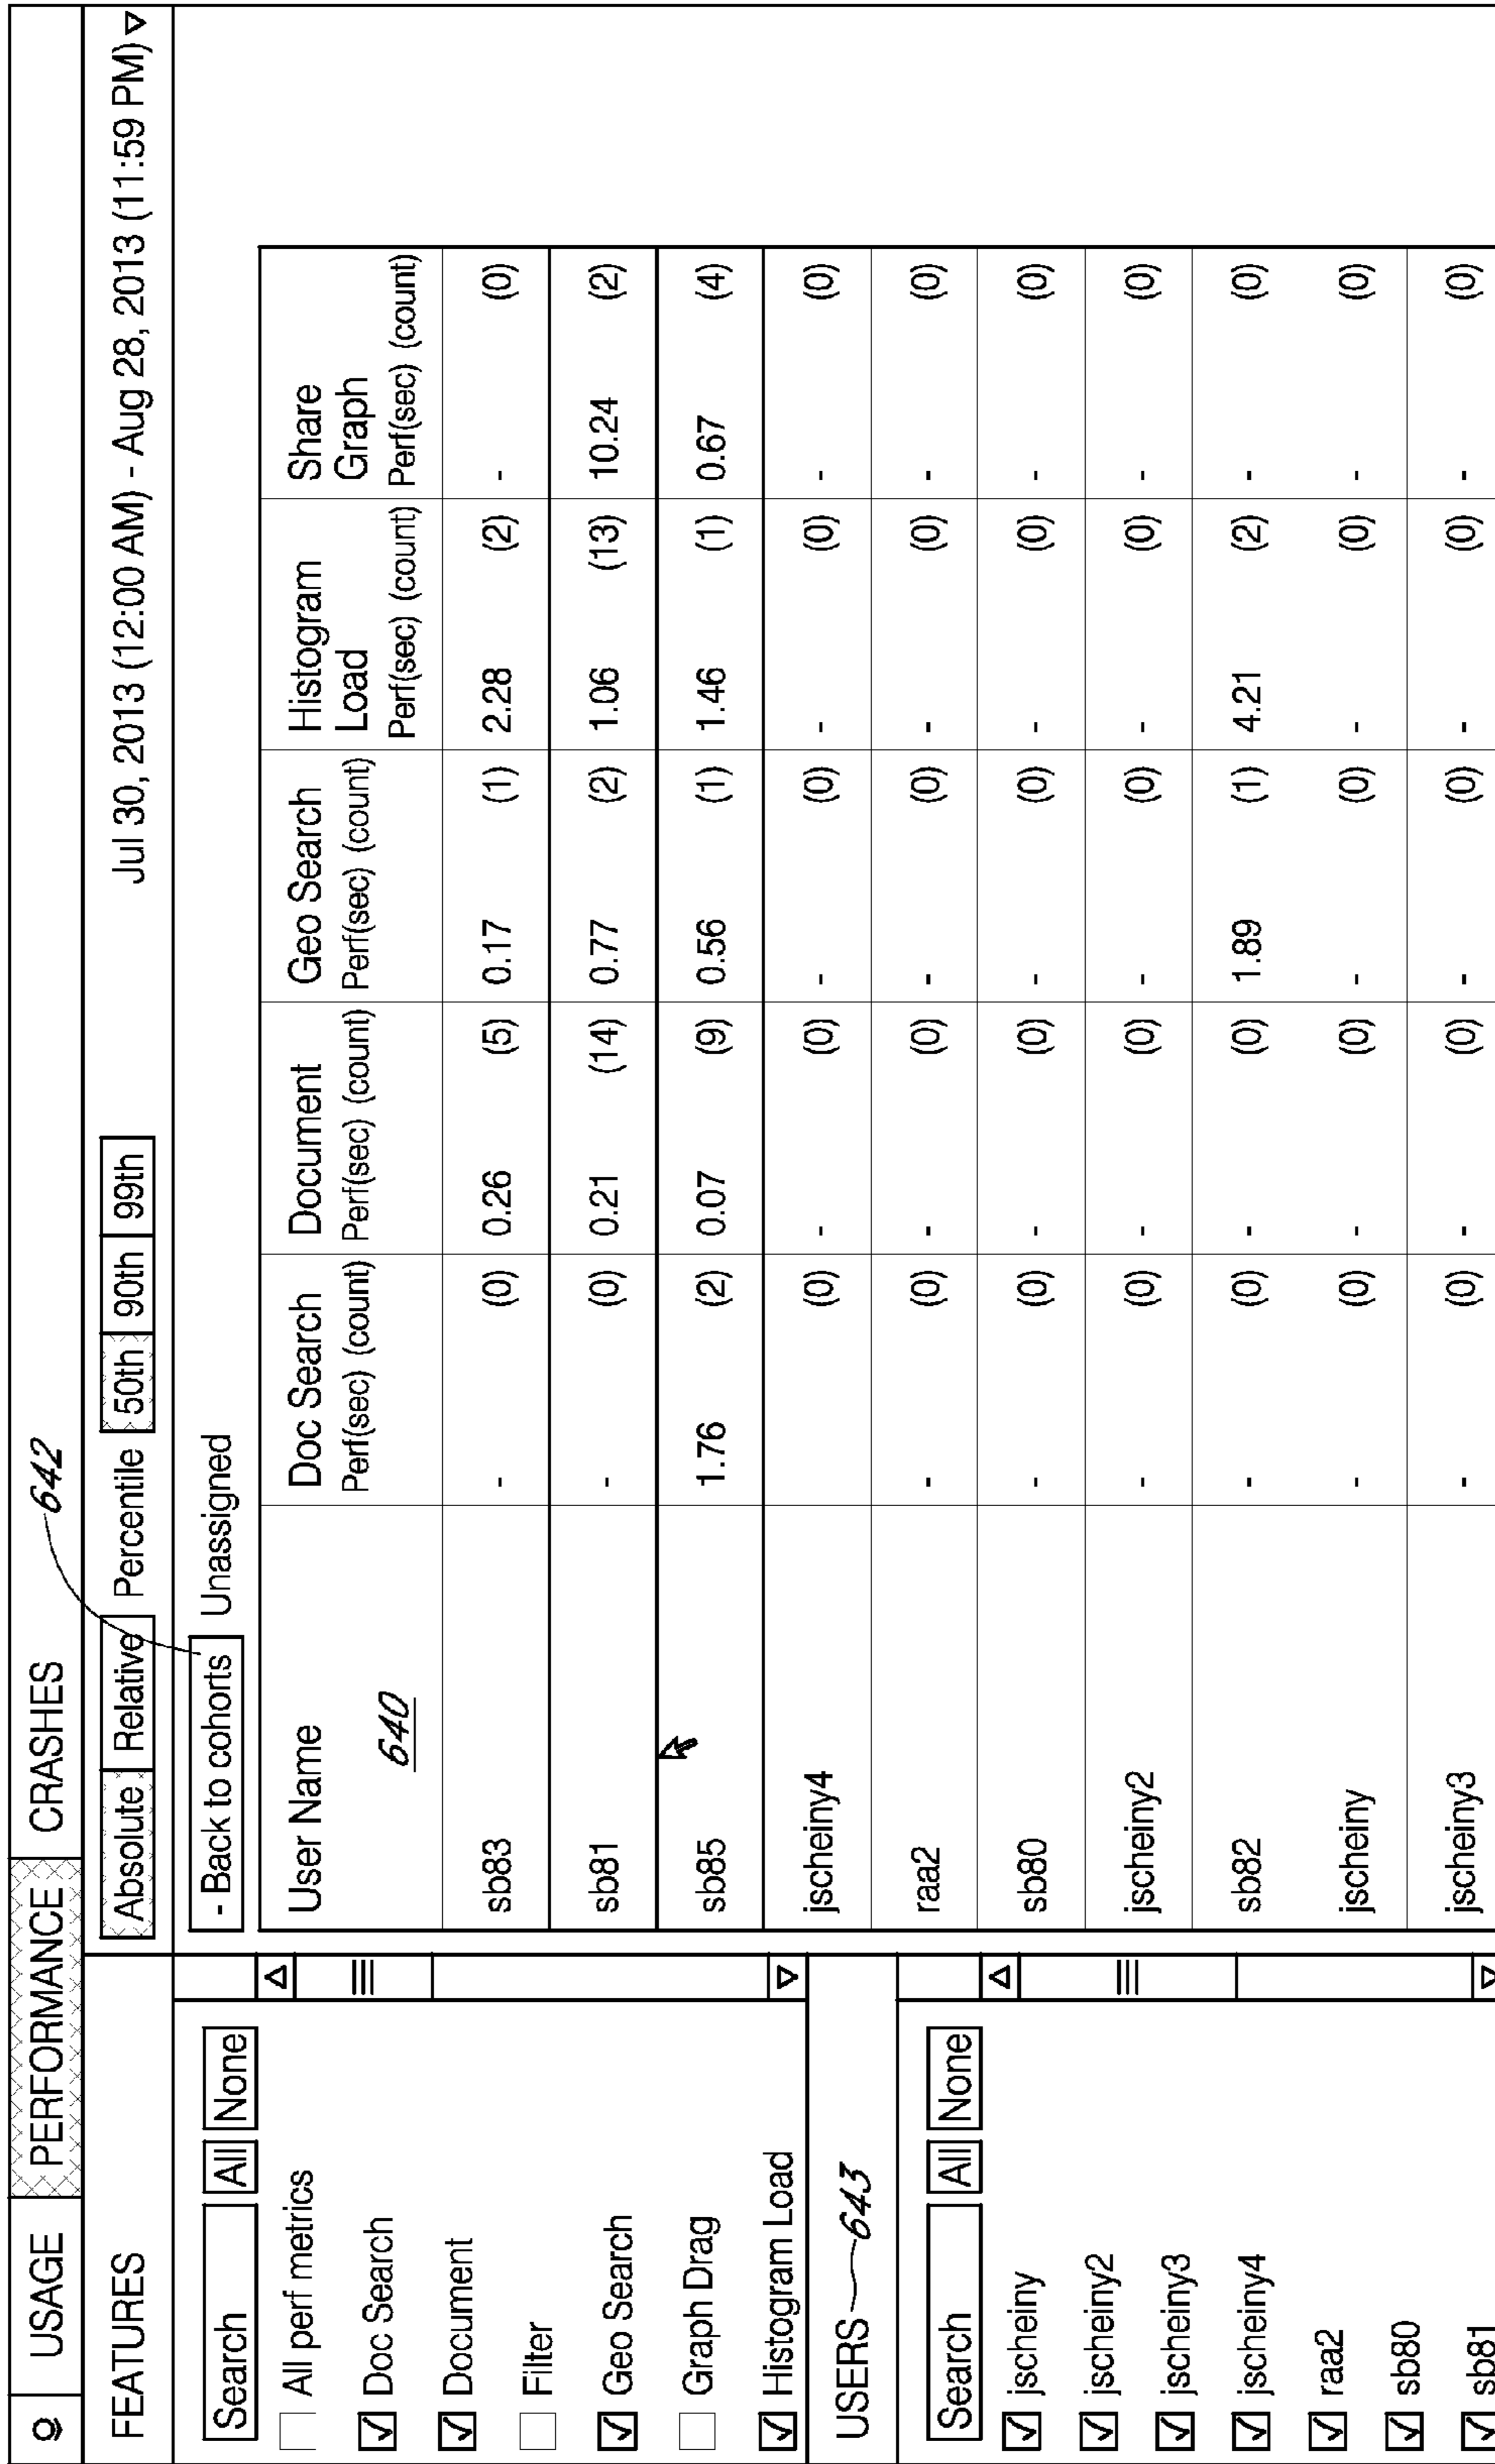 USAGE PERFORMANCE CRASHES 642
FEATURES Absolute Relative Percentile 50th 90th 99th Jul 30, 2013 (12:00 AM) - Aug 28, 2013 (11:59 PM)
Search All None
All perf metrics
Doc Search
Document
Filter
Geo Search
Graph Drag
Histogram Load
USERS 643
Search All None
jscheiny
jscheiny2
jscheiny3
jscheiny4
raa2
sb80
sb81
- Back to cohorts Unassigned
User Name Doc Search Document Geo Search Histogram Load Share Graph
640 Perf(sec) (count) Perf(sec) (count) Perf(sec) (count) Perf(sec) (count) Perf(sec) (count)
sb83 - (0) 0.26 (5) 0.17 (1) 2.28 (2) - (0)
sb81 - (0) 0.21 (14) 0.77 (2) 1.06 (13) 10.24 (2)
sb85 1.76 (2) 0.07 (9) 0.56 (1) 1.46 (1) 0.67 (4)
jscheiny4 (0) - (0) - (0) - (0) - (0)
raa2 - (0) - (0) - (0) - (0) - (0)
sb80 - (0) - (0) - (0) - (0) - (0)
jscheiny2 - (0) - (0) - (0) - (0) - (0)
sb82 - (0) - (0) 1.89 (1) 4.21 (2) - (0)
jscheiny - (0) - (0) - (0) - (0) - (0)
jscheiny3 - (0) - (0) - (0) - (0) - (0)